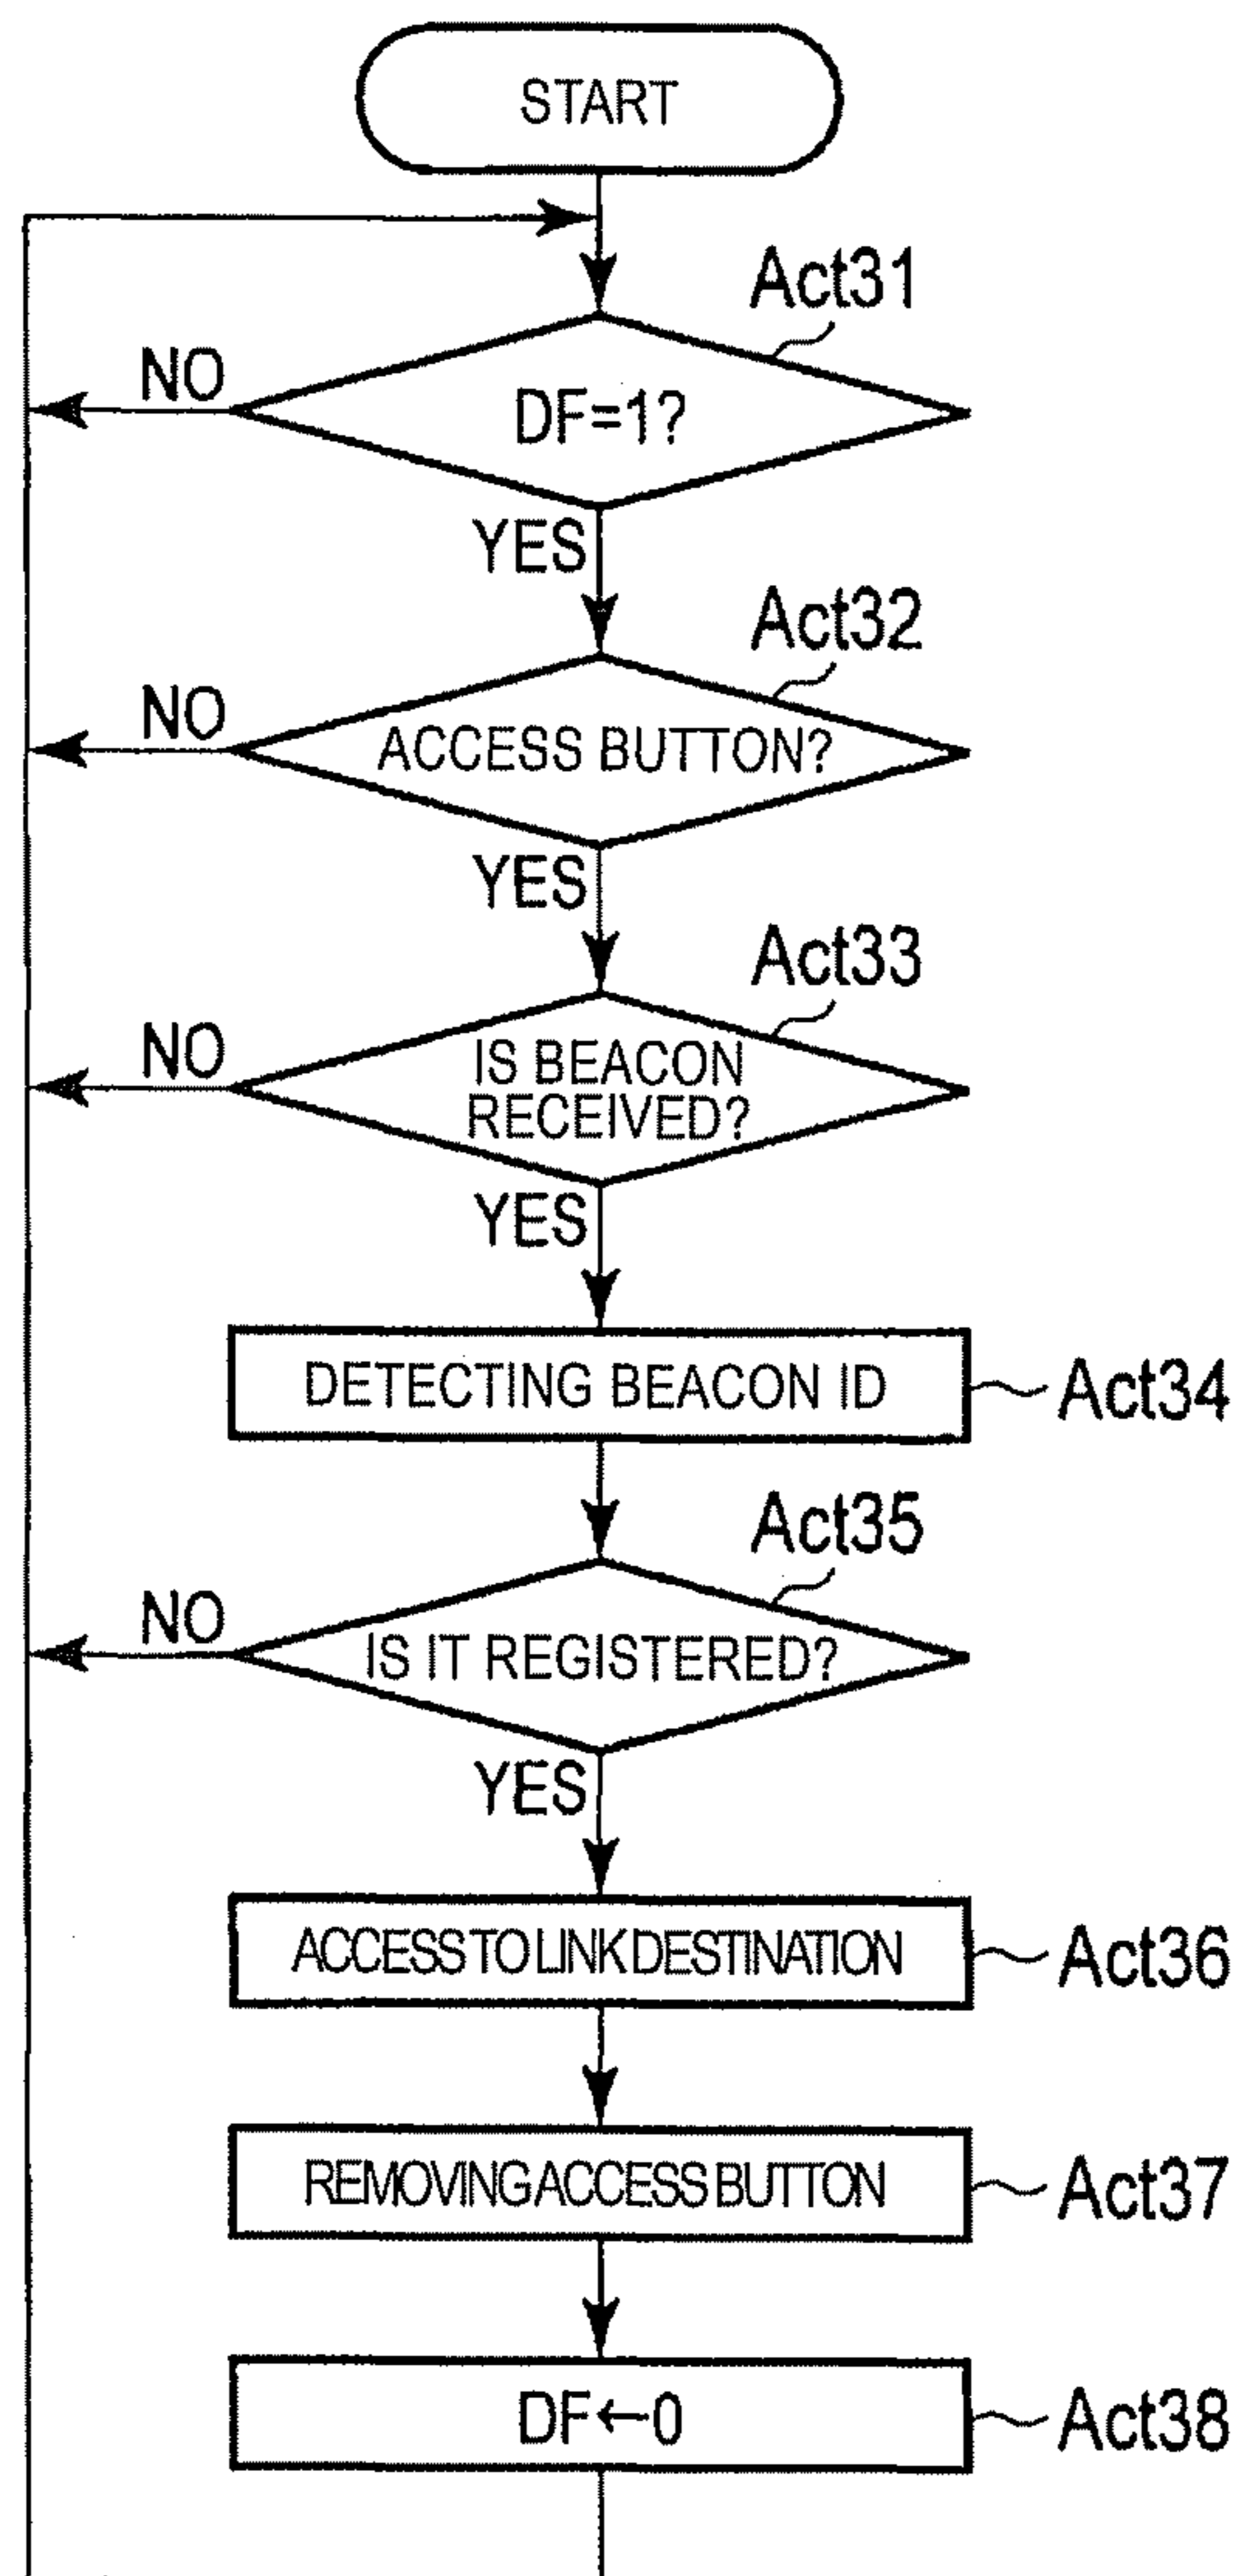 START
Act31
NO
DF=1?
YES
Act32
NO
ACCESS BUTTON?
YES
Act33
NO
IS BEACON
RECEIVED?
YES
DETECTING BEACON ID
Act34
Act35
NO
IS IT REGISTERED?
YES
ACCESS TO LINK DESTINATION
Act36
REMOVING ACCESS BUTTON
Act37
DF←0
Act38